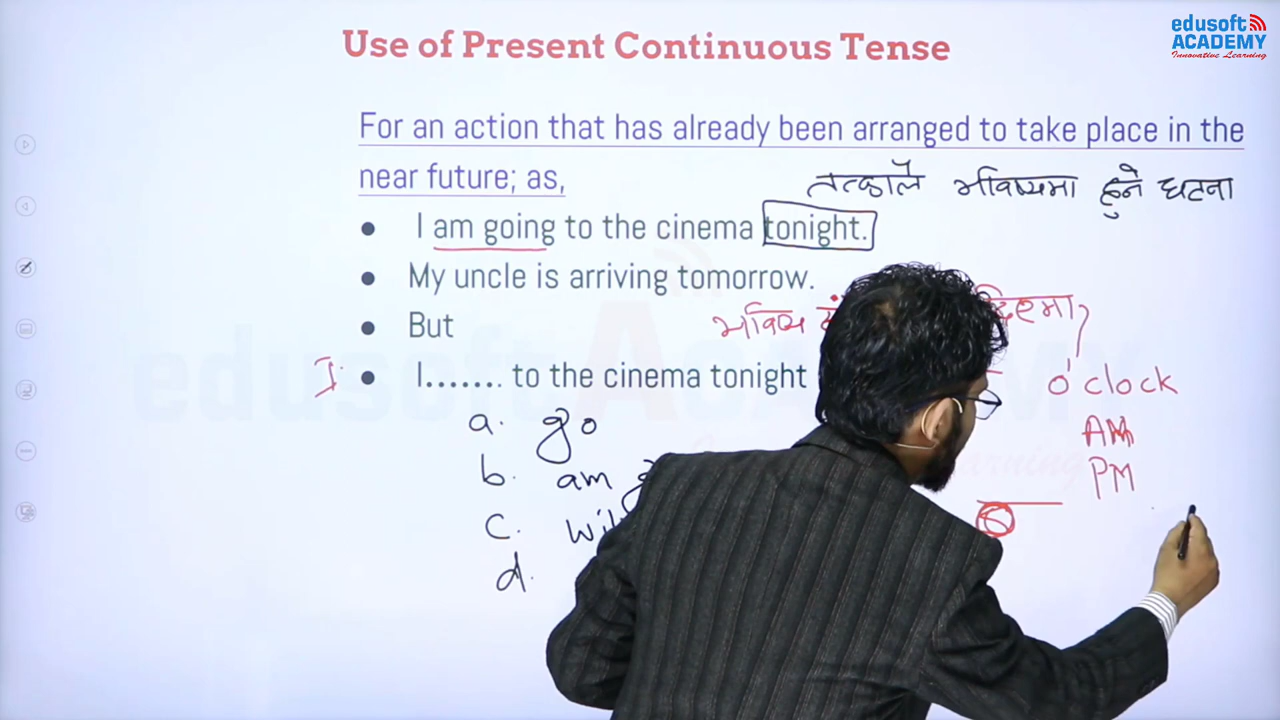 edusoft
ACADEMY
Innovative Learning
Use of Present Continuous Tense
For an action that has already been arranged to take place in the
near future; as,
तत्कालै भविष्यमा हुने घटना
● I am going to the cinema tonight.
● My uncle is arriving tomorrow.
● But
भविष्य
● I....... to the cinema tonight
o'clock
a. go
AM
b. am
PM
c.
d.